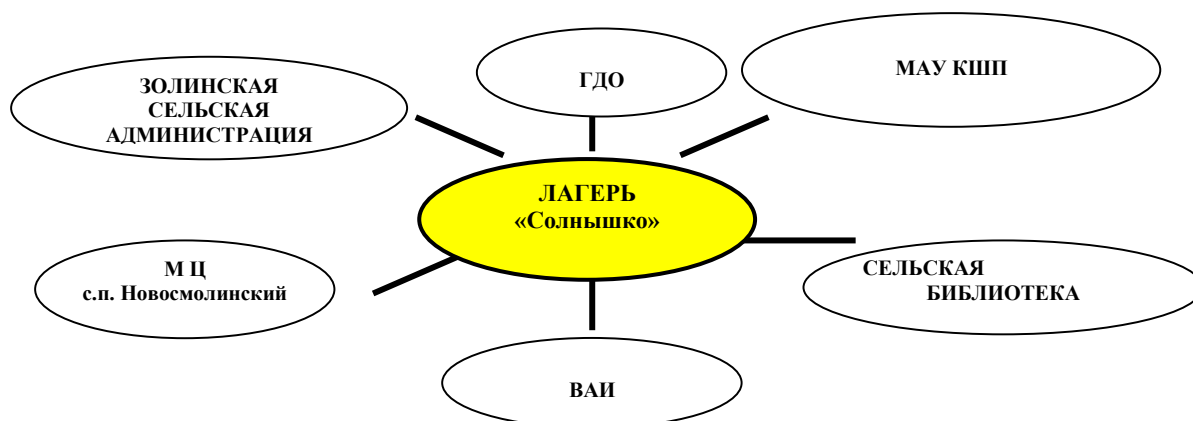 ЗОЛИНСКАЯ
СЕЛЬСКАЯ
АДМИНИСТРАЦИЯ
ГДО
МАУ КШП
ЛАГЕРЬ
«Солнышко»
М Ц
с.п. Новосмолинский
СЕЛЬСКАЯ
БИБЛИОТЕКА
ВАИ